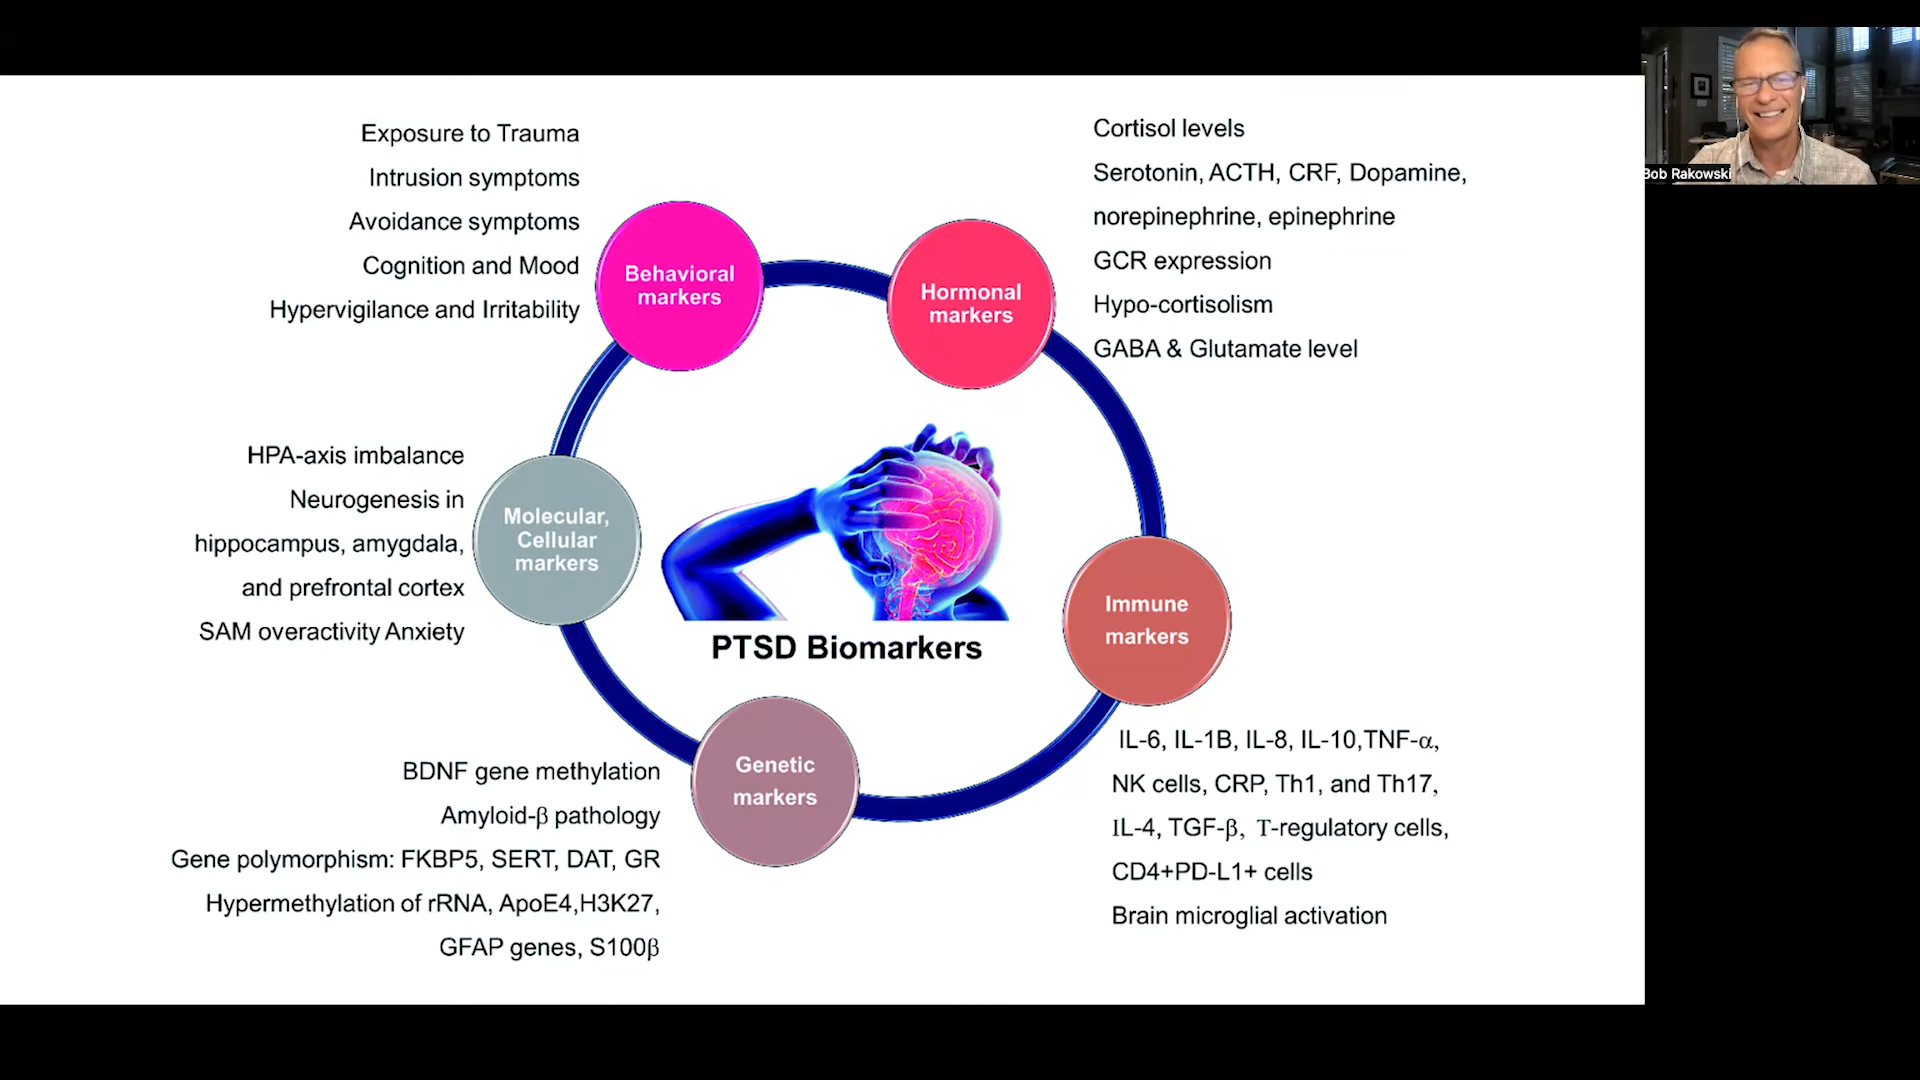 Exposure to Trauma
Intrusion symptoms
Avoidance symptoms
Cognition and Mood
Hypervigilance and Irritability
Behavioral
markers
Cortisol levels
Serotonin, ACTH, CRF, Dopamine,
norepinephrine, epinephrine
GCR expression
Hypo-cortisolism
GABA & Glutamate level
Hormonal
markers
Bob Rakowski
HPA-axis imbalance
Neurogenesis in
hippocampus, amygdala,
and prefrontal cortex
SAM overactivity Anxiety
Molecular,
Cellular
markers
PTSD Biomarkers
Immune
markers
IL-6, IL-1B, IL-8, IL-10,TNF-α,
NK cells, CRP, Th1, and Th17,
IL-4, TGF-β, T-regulatory cells,
CD4+PD-L1+ cells
Brain microglial activation
Genetic
markers
BDNF gene methylation
Amyloid-β pathology
Gene polymorphism: FKBP5, SERT, DAT, GR
Hypermethylation of rRNA, ApoE4,H3K27,
GFAP genes, S100β